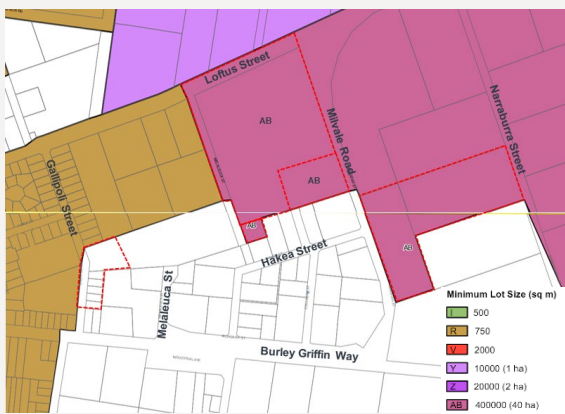 Loftus Street
AB
Milvale Road
Narraburra Street
AB
Gallipoli Street
AB
Hakea Street
AB
Melaleuca St
Burley Griffin Way
Minimum Lot Size (sq m)
I 500
R 750
V 2000
Y 10000 (1 ha)
Z 20000 (2 ha)
AB 400000 (40 ha)